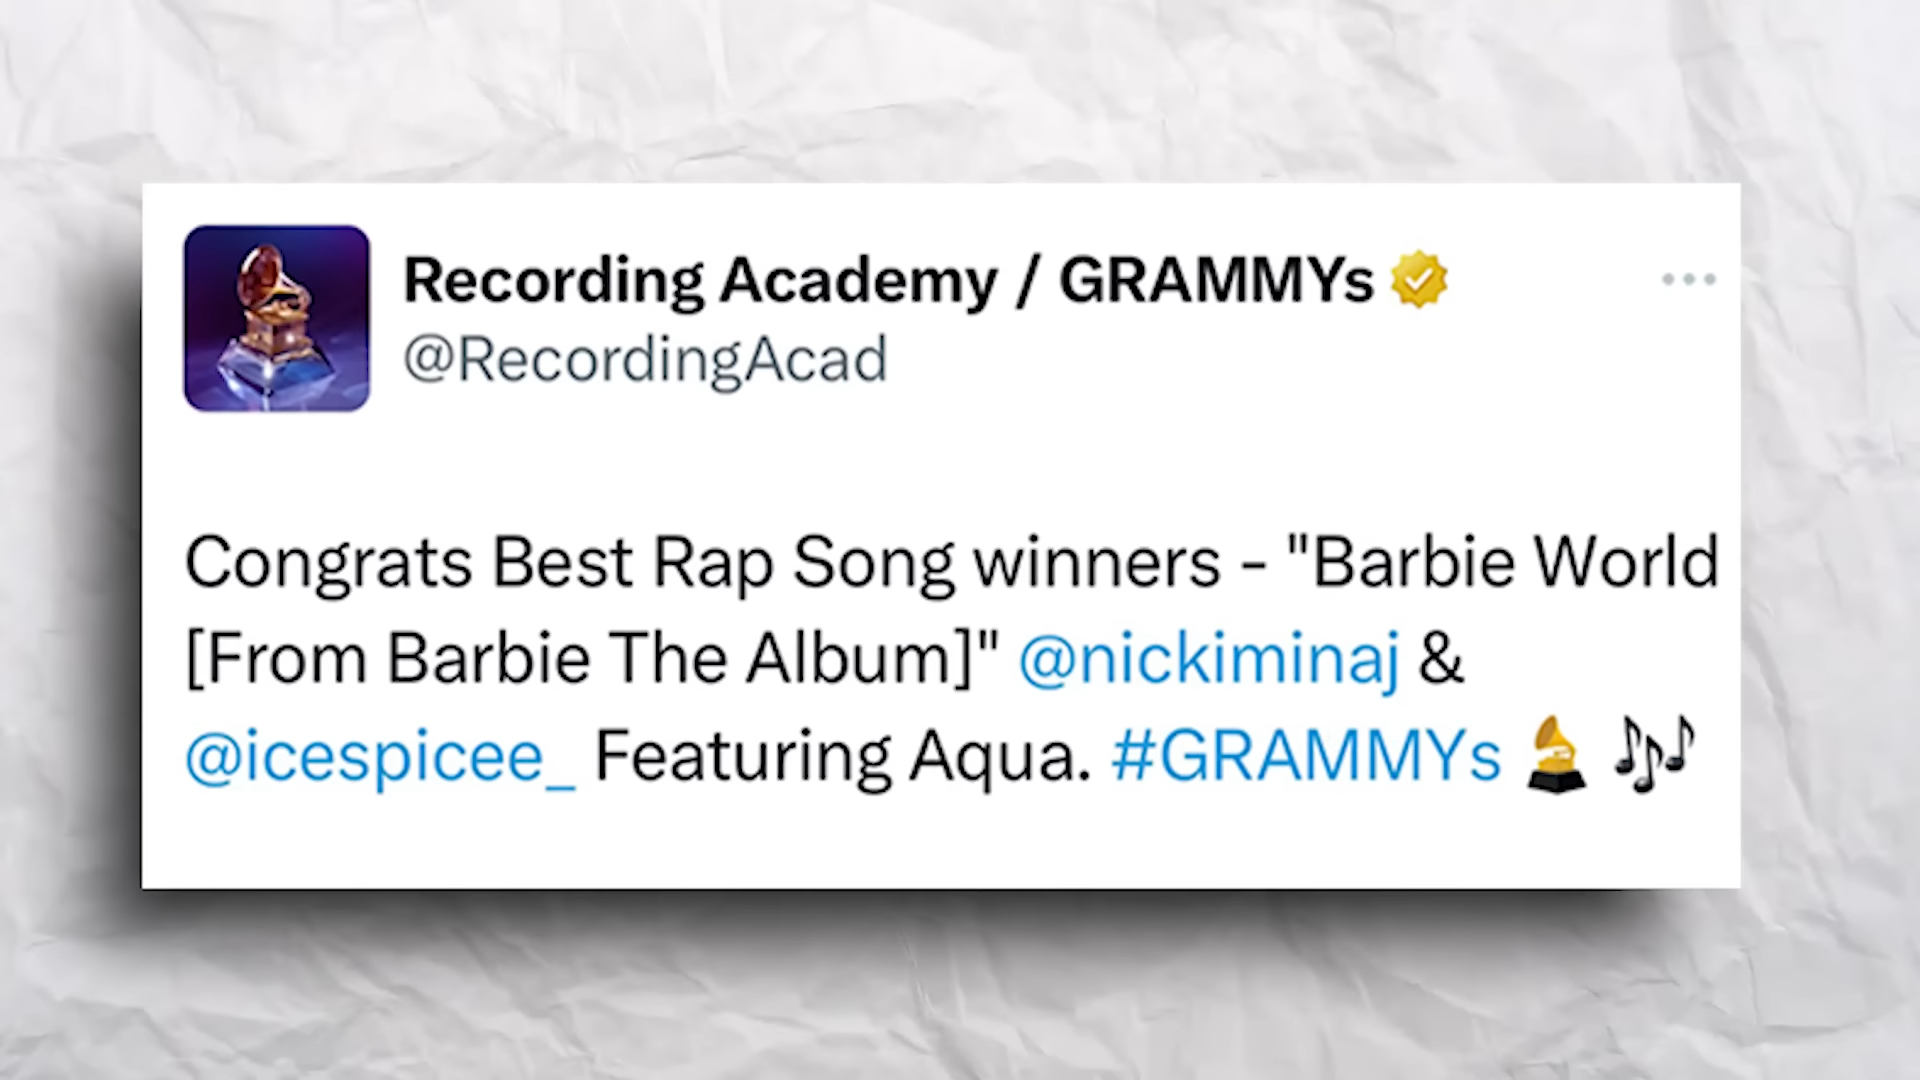 Recording Academy / GRAMMYs
@RecordingAcad
Congrats Best Rap Song winners - "Barbie World
[From Barbie The Album]" @nickiminaj &
@icespicee_ Featuring Aqua. #GRAMMYs